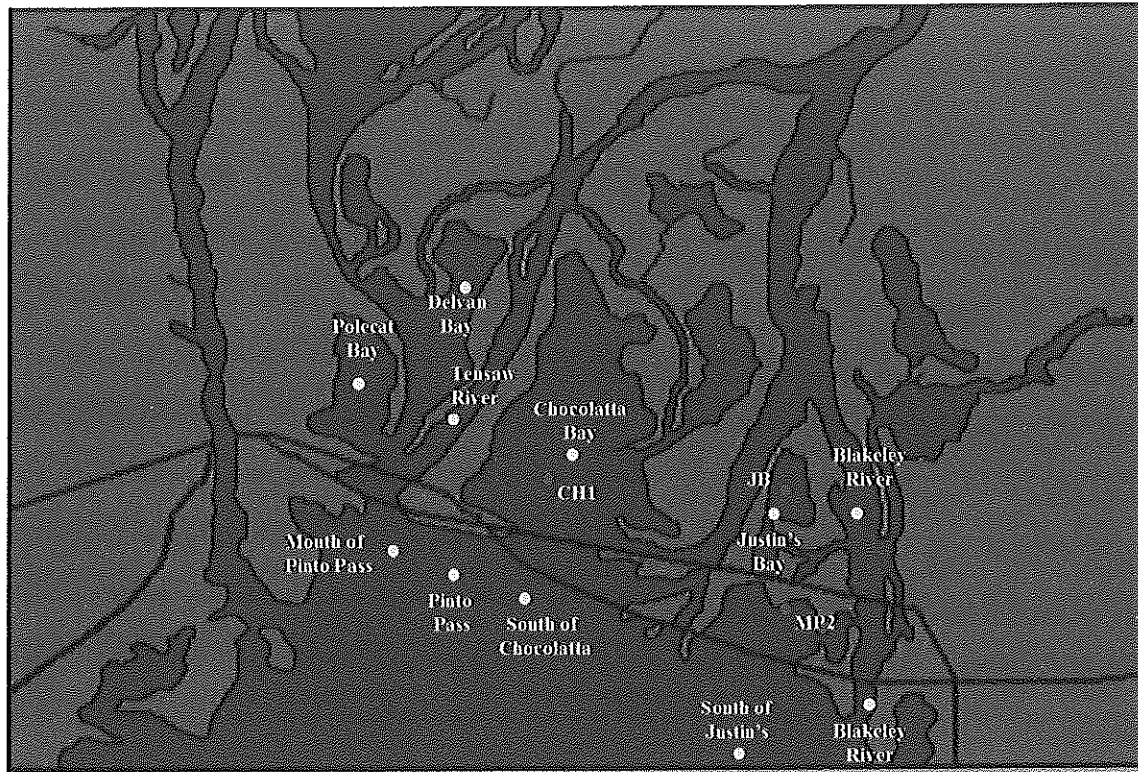 Delvan
Bay
Polecat
Bay
Tensaw
River
Chocolatta
Bay
CH1
JB
Blakeley
River
Justin's
Bay
Mouth of
Pinto Pass
Pinto
Pass
South of
Chocolatta
MP2
South of
Justin's
Blakeley
River